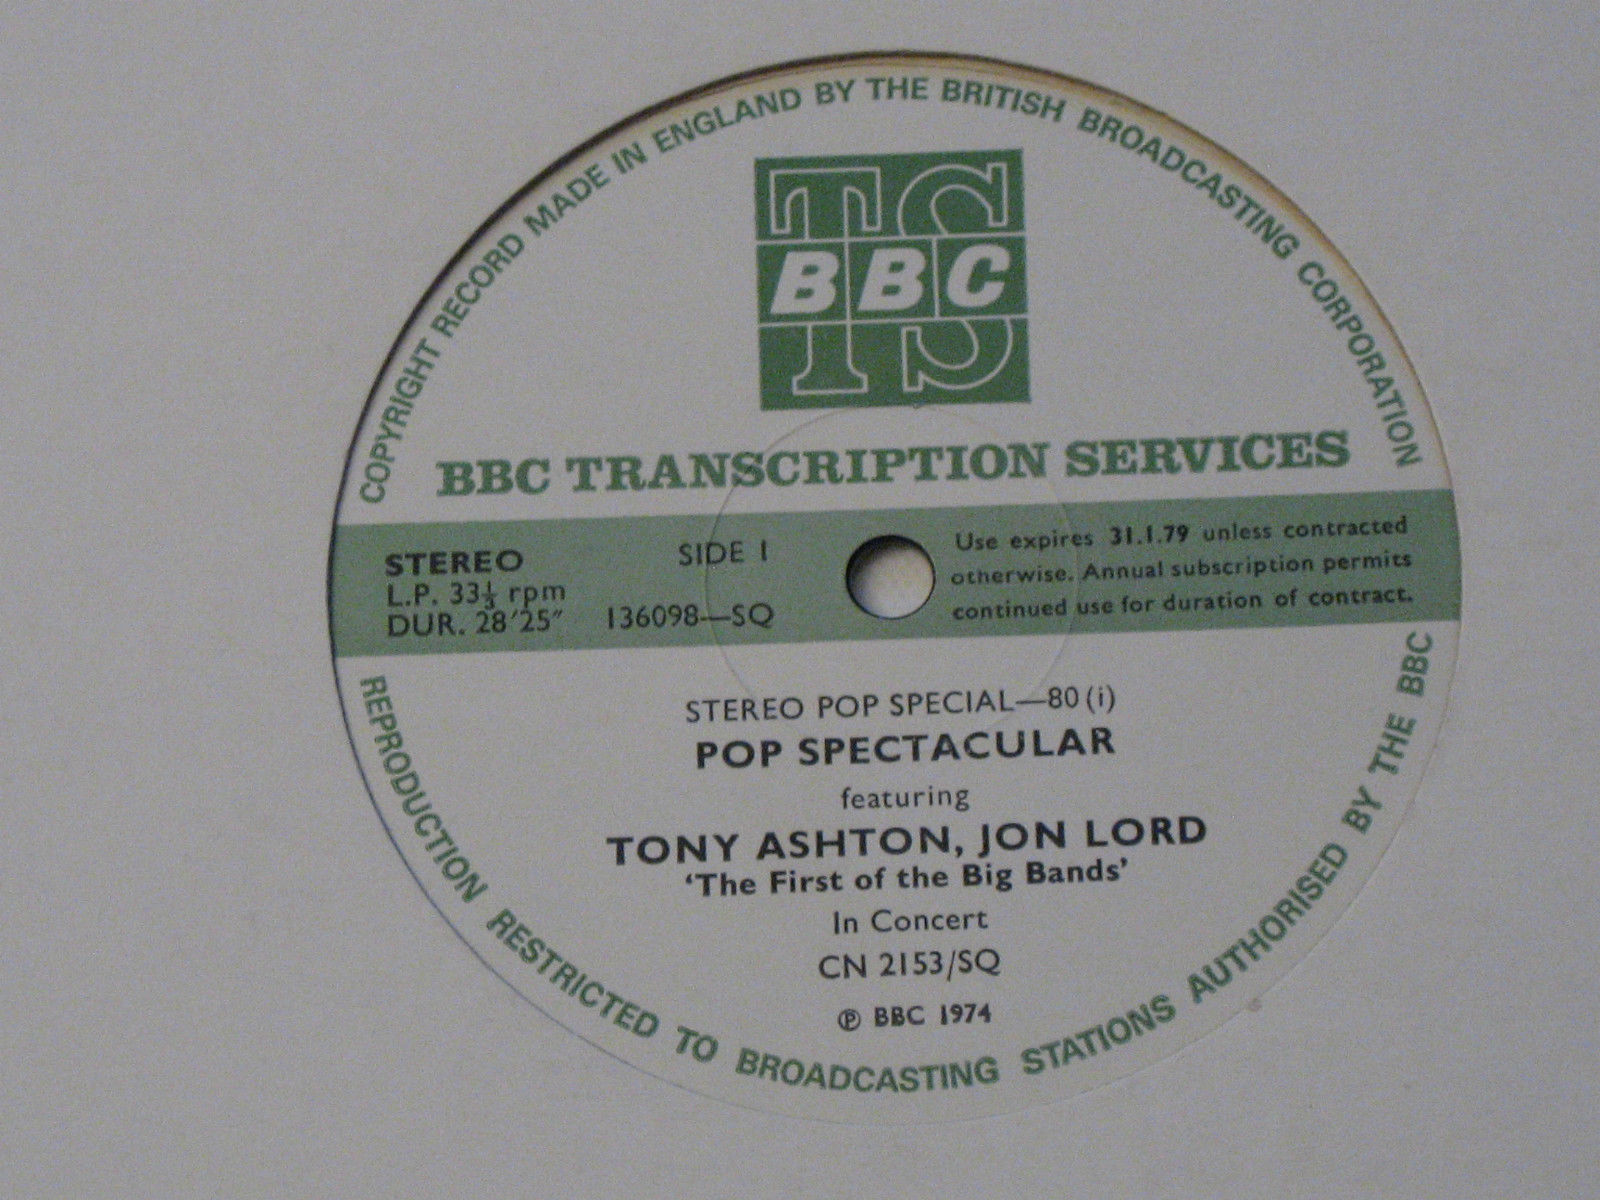 COPYRIGHT RECORD MADE IN ENGLAND BY THE BRITISH BROADCASTING CORPORATION
TS
BBC
BBC TRANSCRIPTION SERVICES
STEREO
L.P. 33⅓ rpm
DUR. 28′25″
SIDE 1
136098—SQ
Use expires 31.1.79 unless contracted
otherwise. Annual subscription permits
continued use for duration of contract.
STEREO POP SPECIAL—80 (i)
POP SPECTACULAR
featuring
TONY ASHTON, JON LORD
‘The First of the Big Bands’
In Concert
CN 2153/SQ
℗ BBC 1974
REPRODUCTION RESTRICTED TO BROADCASTING STATIONS AUTHORISED BY THE BBC